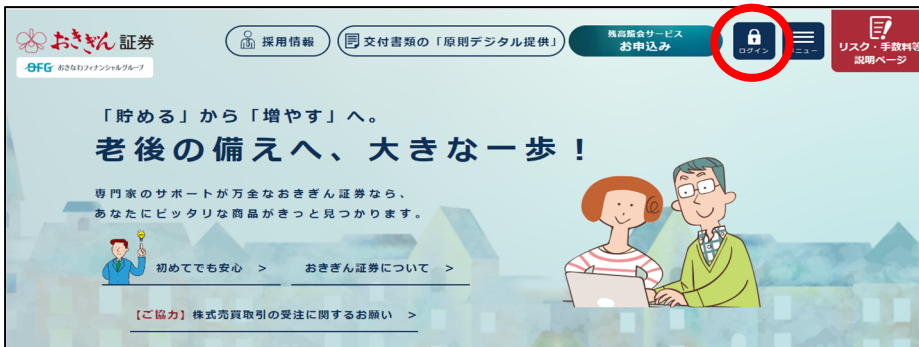 おきぎん証券
OFG おきなわフィナンシャルグループ
採用情報
交付書類の「原則デジタル提供」
残高照会サービス
お申込み
ログイン
メニュー
リスク・手数料等
説明ページ
「貯める」から「増やす」へ。
老後の備えへ、大きな一歩！
専門家のサポートが万全なおきぎん証券なら、
あなたにピッタリな商品がきっと見つかります。
初めてでも安心 >
おきぎん証券について >
【ご協力】株式売買取引の受注に関するお願い >